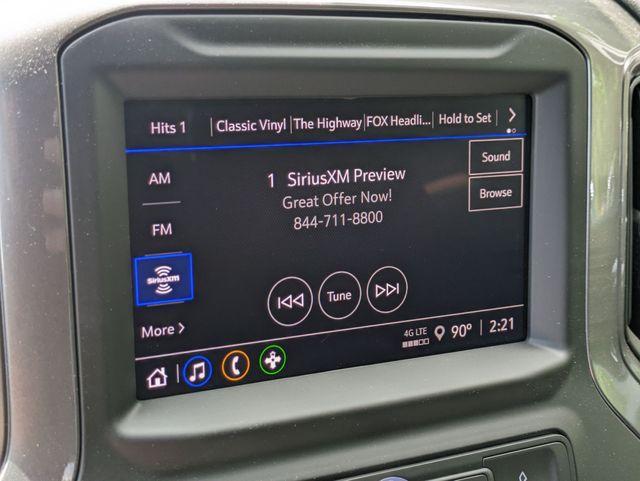 Hits 1 Classic Vinyl The Highway FOX Headli... Hold to Set >
AM
1 SiriusXM Preview
Sound
Great Offer Now!
Browse
FM
844-711-8800
SiriusXM
Tune
More >
4G LTE 90° 2:21